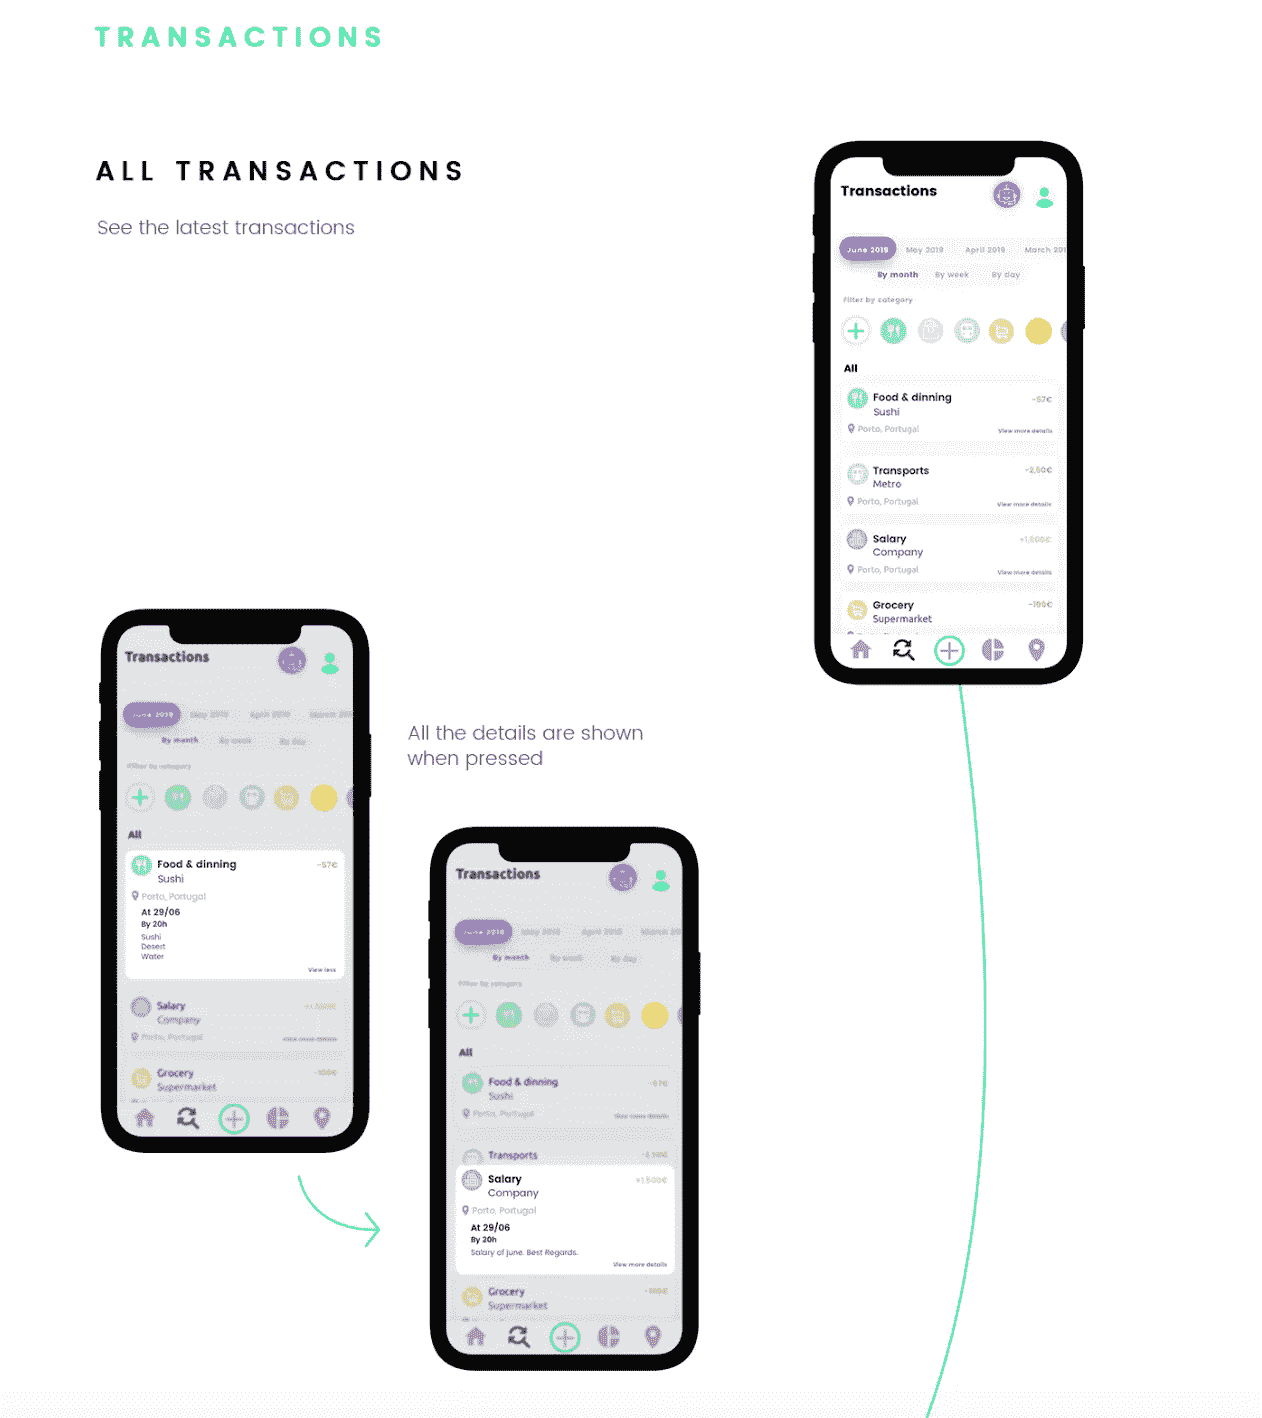 TRANSACTIONS
ALL TRANSACTIONS
See the latest transactions
Transactions
June 2019 May 2019 April 2019 March 201
By month By week By day
Filter by category
All
Food & dinning -57€
Sushi
Porto, Portugal View more details
Transports -2,50€
Metro
Porto, Portugal View more details
Salary +1,500€
Company
Porto, Portugal View more details
Grocery -100€
Supermarket
Transactions
June 2019 May 2019 April 2019 March 201
By month By week By day
Filter by category
All
Food & dinning -57€
Sushi
Porto, Portugal
At 29/06
By 20h
Sushi
Desert
Water
View less
Salary +1,500€
Company
Porto, Portugal View more details
Grocery -100€
Supermarket
All the details are shown
when pressed
Transactions
June 2019 May 2019 April 2019 March 20
By month By week By day
Filter by category
All
Food & dinning -57€
Sushi
Porto, Portugal View more details
Transports -2,50€
Salary +1,500€
Company
Porto, Portugal
At 29/06
By 20h
Salary of june. Best Regards.
View more details
Grocery -100€
Supermarket